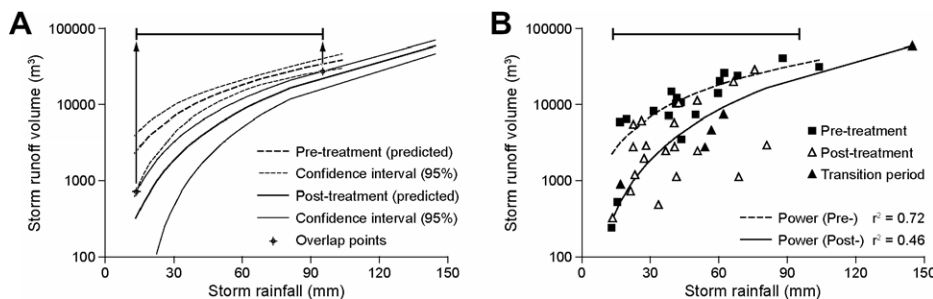 A
Storm runoff volume (m³)
100000
10000
1000
100
0
30
60
90
120
150
Storm rainfall (mm)
Pre-treatment (predicted)
Confidence interval (95%)
Post-treatment (predicted)
Confidence interval (95%)
Overlap points
B
Storm runoff volume (m³)
100000
10000
1000
100
0
30
60
90
120
150
Storm rainfall (mm)
Pre-treatment
Post-treatment
Transition period
Power (Pre-) r² = 0.72
Power (Post-) r² = 0.46